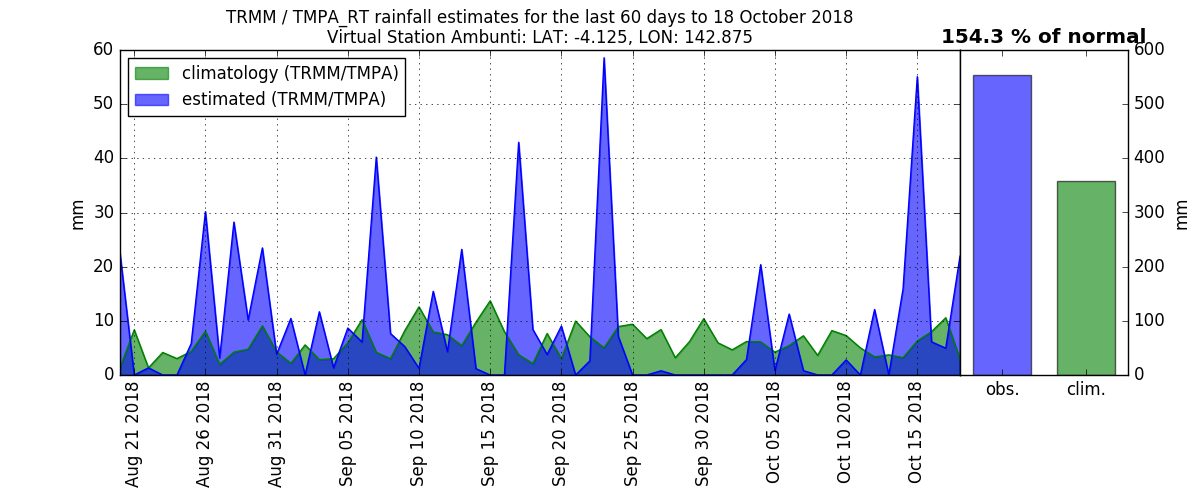 TRMM / TMPA_RT rainfall estimates for the last 60 days to 18 October 2018
Virtual Station Ambunti: LAT: -4.125, LON: 142.875
154.3 % of normal
climatology (TRMM/TMPA)
estimated (TRMM/TMPA)
60
50
40
30
20
10
0
mm
Aug 21 2018
Aug 26 2018
Aug 31 2018
Sep 05 2018
Sep 10 2018
Sep 15 2018
Sep 20 2018
Sep 25 2018
Sep 30 2018
Oct 05 2018
Oct 10 2018
Oct 15 2018
obs.
clim.
600
500
400
300
200
100
0
mm